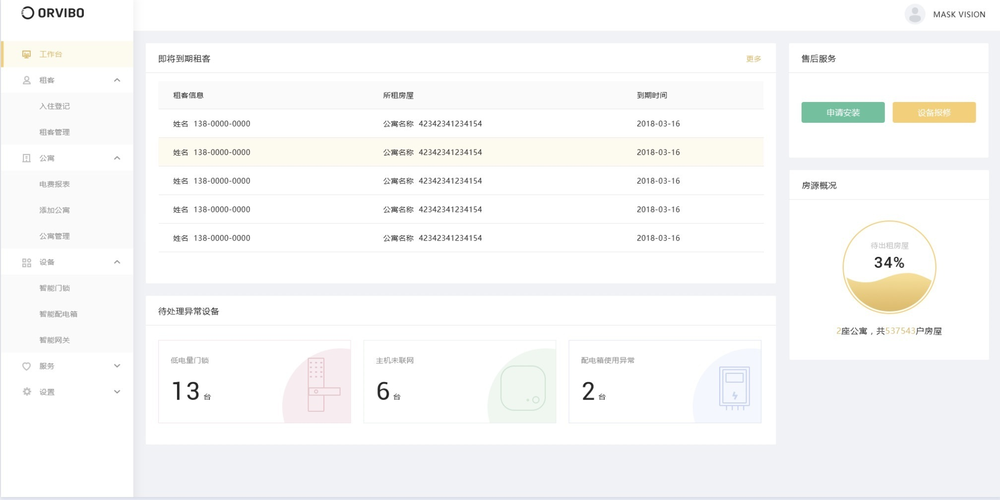 ORVIBO
MASK VISION
工作台
租客
入住登记
租客管理
公寓
电费报表
添加公寓
公寓管理
设备
智能门锁
智能配电箱
智能网关
服务
设置
即将到期租客 更多
租客信息 所租房屋 到期时间
姓名 138-0000-0000 公寓名称 42342341234154 2018-03-16
姓名 138-0000-0000 公寓名称 42342341234154 2018-03-16
姓名 138-0000-0000 公寓名称 42342341234154 2018-03-16
姓名 138-0000-0000 公寓名称 42342341234154 2018-03-16
姓名 138-0000-0000 公寓名称 42342341234154 2018-03-16
待处理异常设备
低电量门锁
13 台
主机未联网
6 台
配电箱使用异常
2 台
售后服务
申请安装 设备报修
房源概况
待出租房屋
34%
2座公寓，共537543户房屋